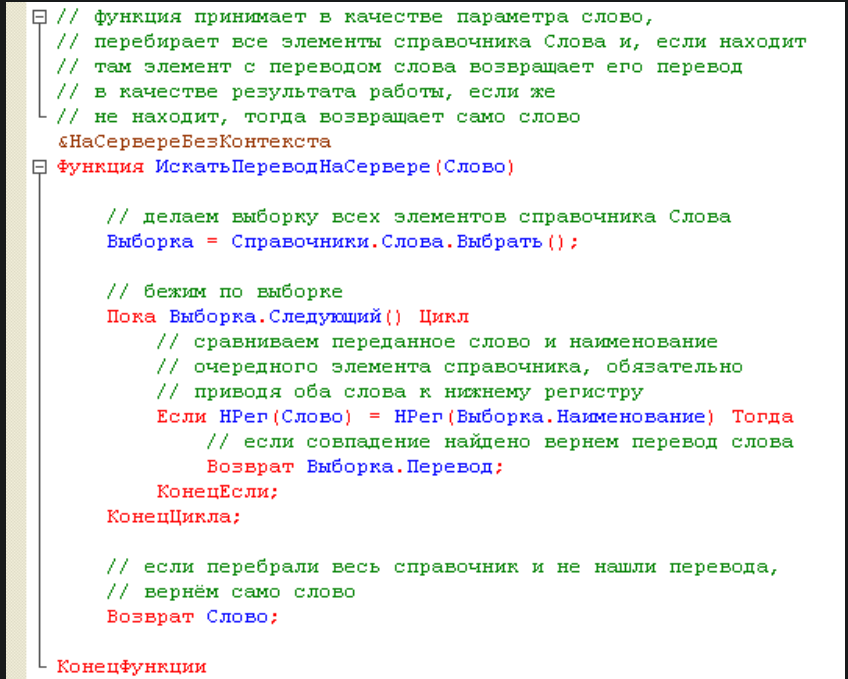 // функция принимает в качестве параметра слово,
// перебирает все элементы справочника Слова и, если находит
// там элемент с переводом слова возвращает его перевод
// в качестве результата работы, если же
// не находит, тогда возвращает само слово
&НаСервереБезКонтекста
Функция ИскатьПереводНаСервере(Слово)
// делаем выборку всех элементов справочника Слова
Выборка = Справочники.Слова.Выбрать();
// бежим по выборке
Пока Выборка.Следующий() Цикл
// сравниваем переданное слово и наименование
// очередного элемента справочника, обязательно
// приводя оба слова к нижнему регистру
Если НРег(Слово) = НРег(Выборка.Наименование) Тогда
// если совпадение найдено вернем перевод слова
Возврат Выборка.Перевод;
КонецЕсли;
КонецЦикла;
// если перебрали весь справочник и не нашли перевода,
// вернём само слово
Возврат Слово;
КонецФункции